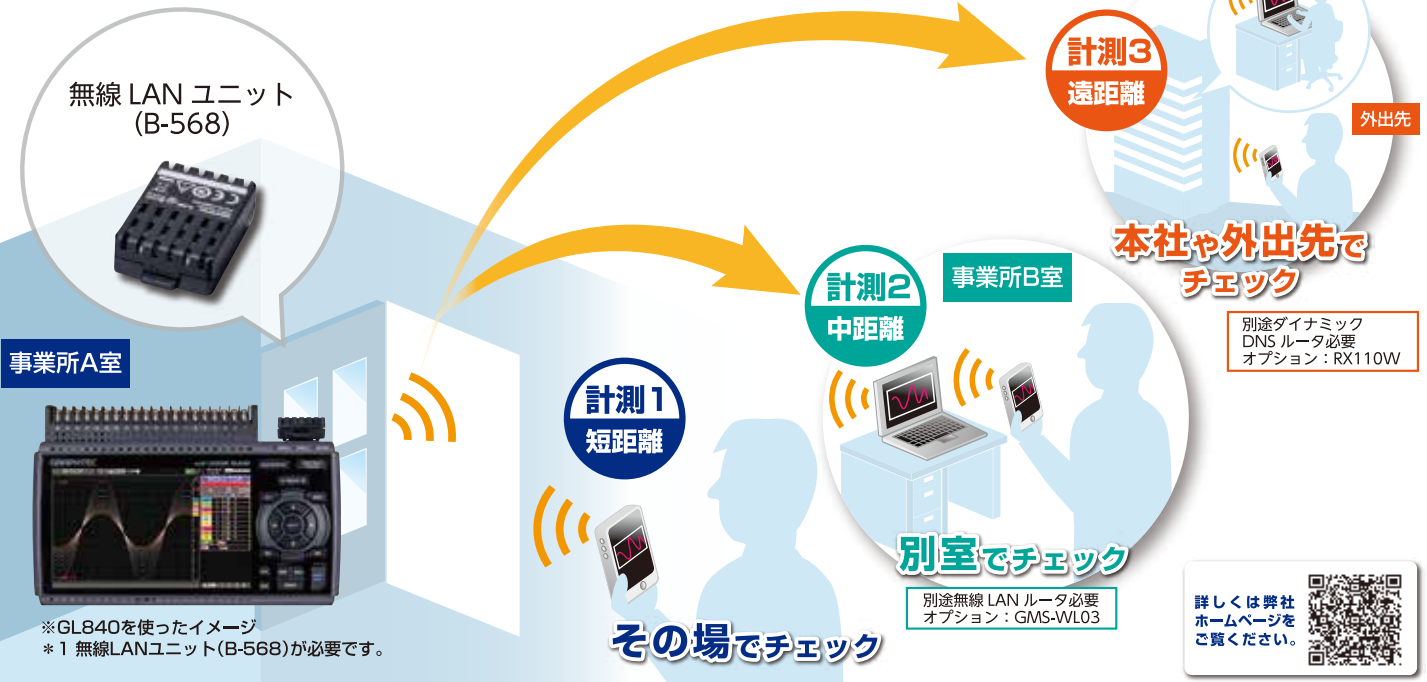 無線 LAN ユニット
(B-568)
事業所A室
※GL840を使ったイメージ
＊1 無線LANユニット(B-568)が必要です。
計測1
短距離
その場でチェック
計測2
中距離
事業所B室
別室でチェック
別途無線 LAN ルータ必要
オプション：GMS-WL03
計測3
遠距離
外出先
本社や外出先で
チェック
別途ダイナミック
DNS ルータ必要
オプション：RX110W
詳しくは弊社
ホームページを
ご覧ください。